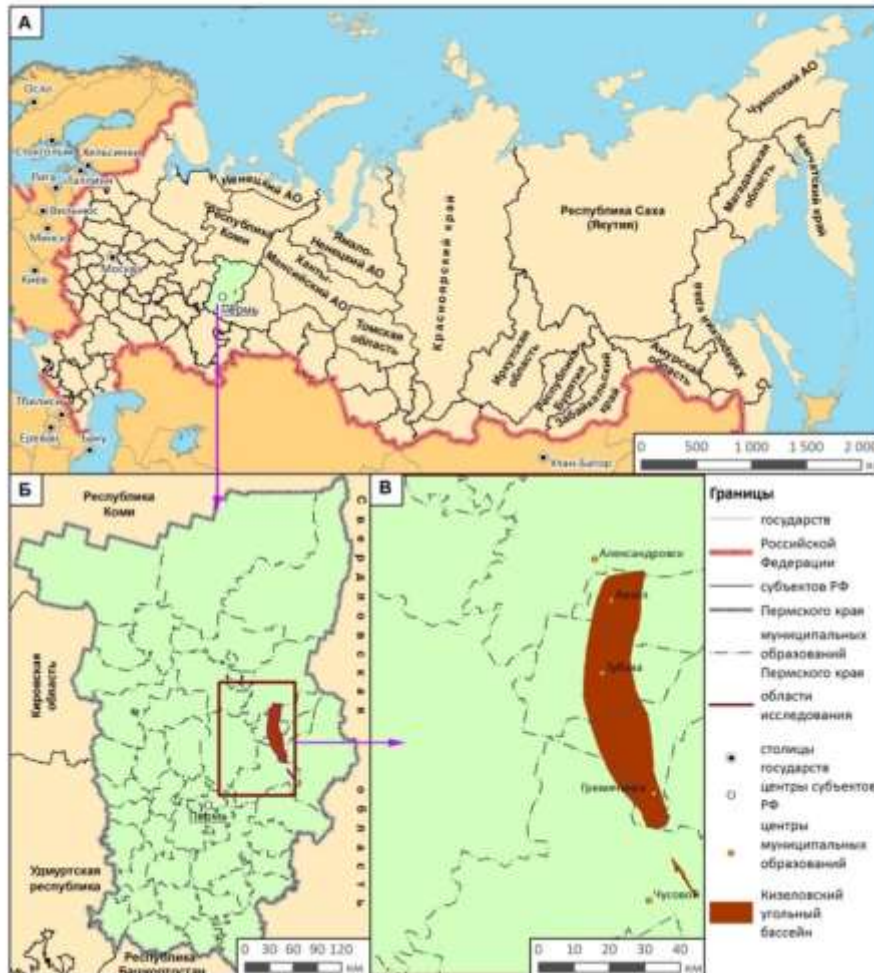 А
Осло
Стокгольм
Хельсинки
Рига
Таллин
Вильнюс
Минск
Киев
Москва
Тбилиси
Ереван
Баку
Ненецкий АО
Республика
Коми
Ямало-
Ненецкий АО
Ханты-
Мансийский АО
Пермь
Томская
область
Красноярский край
Иркутская
область
Республика
Бурятия
Забайкальский
край
Республика Саха
(Якутия)
Амурская
область
Хабаровский край
Магаданская
область
Чукотский АО
Камчатский край
Улан-Батор
0 500 1 000 1 500 2 000
Б
Республика
Коми
Свердловская область
Кировская
область
Пермь
Удмуртская
республика
Республика
Башкортостан
0 30 60 90 120
км
В
Александровск
Кизел
Губаха
Гремячинск
Чусовой
0 10 20 30 40
км
Границы
государств
Российской
Федерации
субъектов РФ
Пермского края
муниципальных
образований
Пермского края
области
исследования
столицы
государств
центры субъектов
РФ
центры
муниципальных
образований
Кизеловский
угольный
бассейн